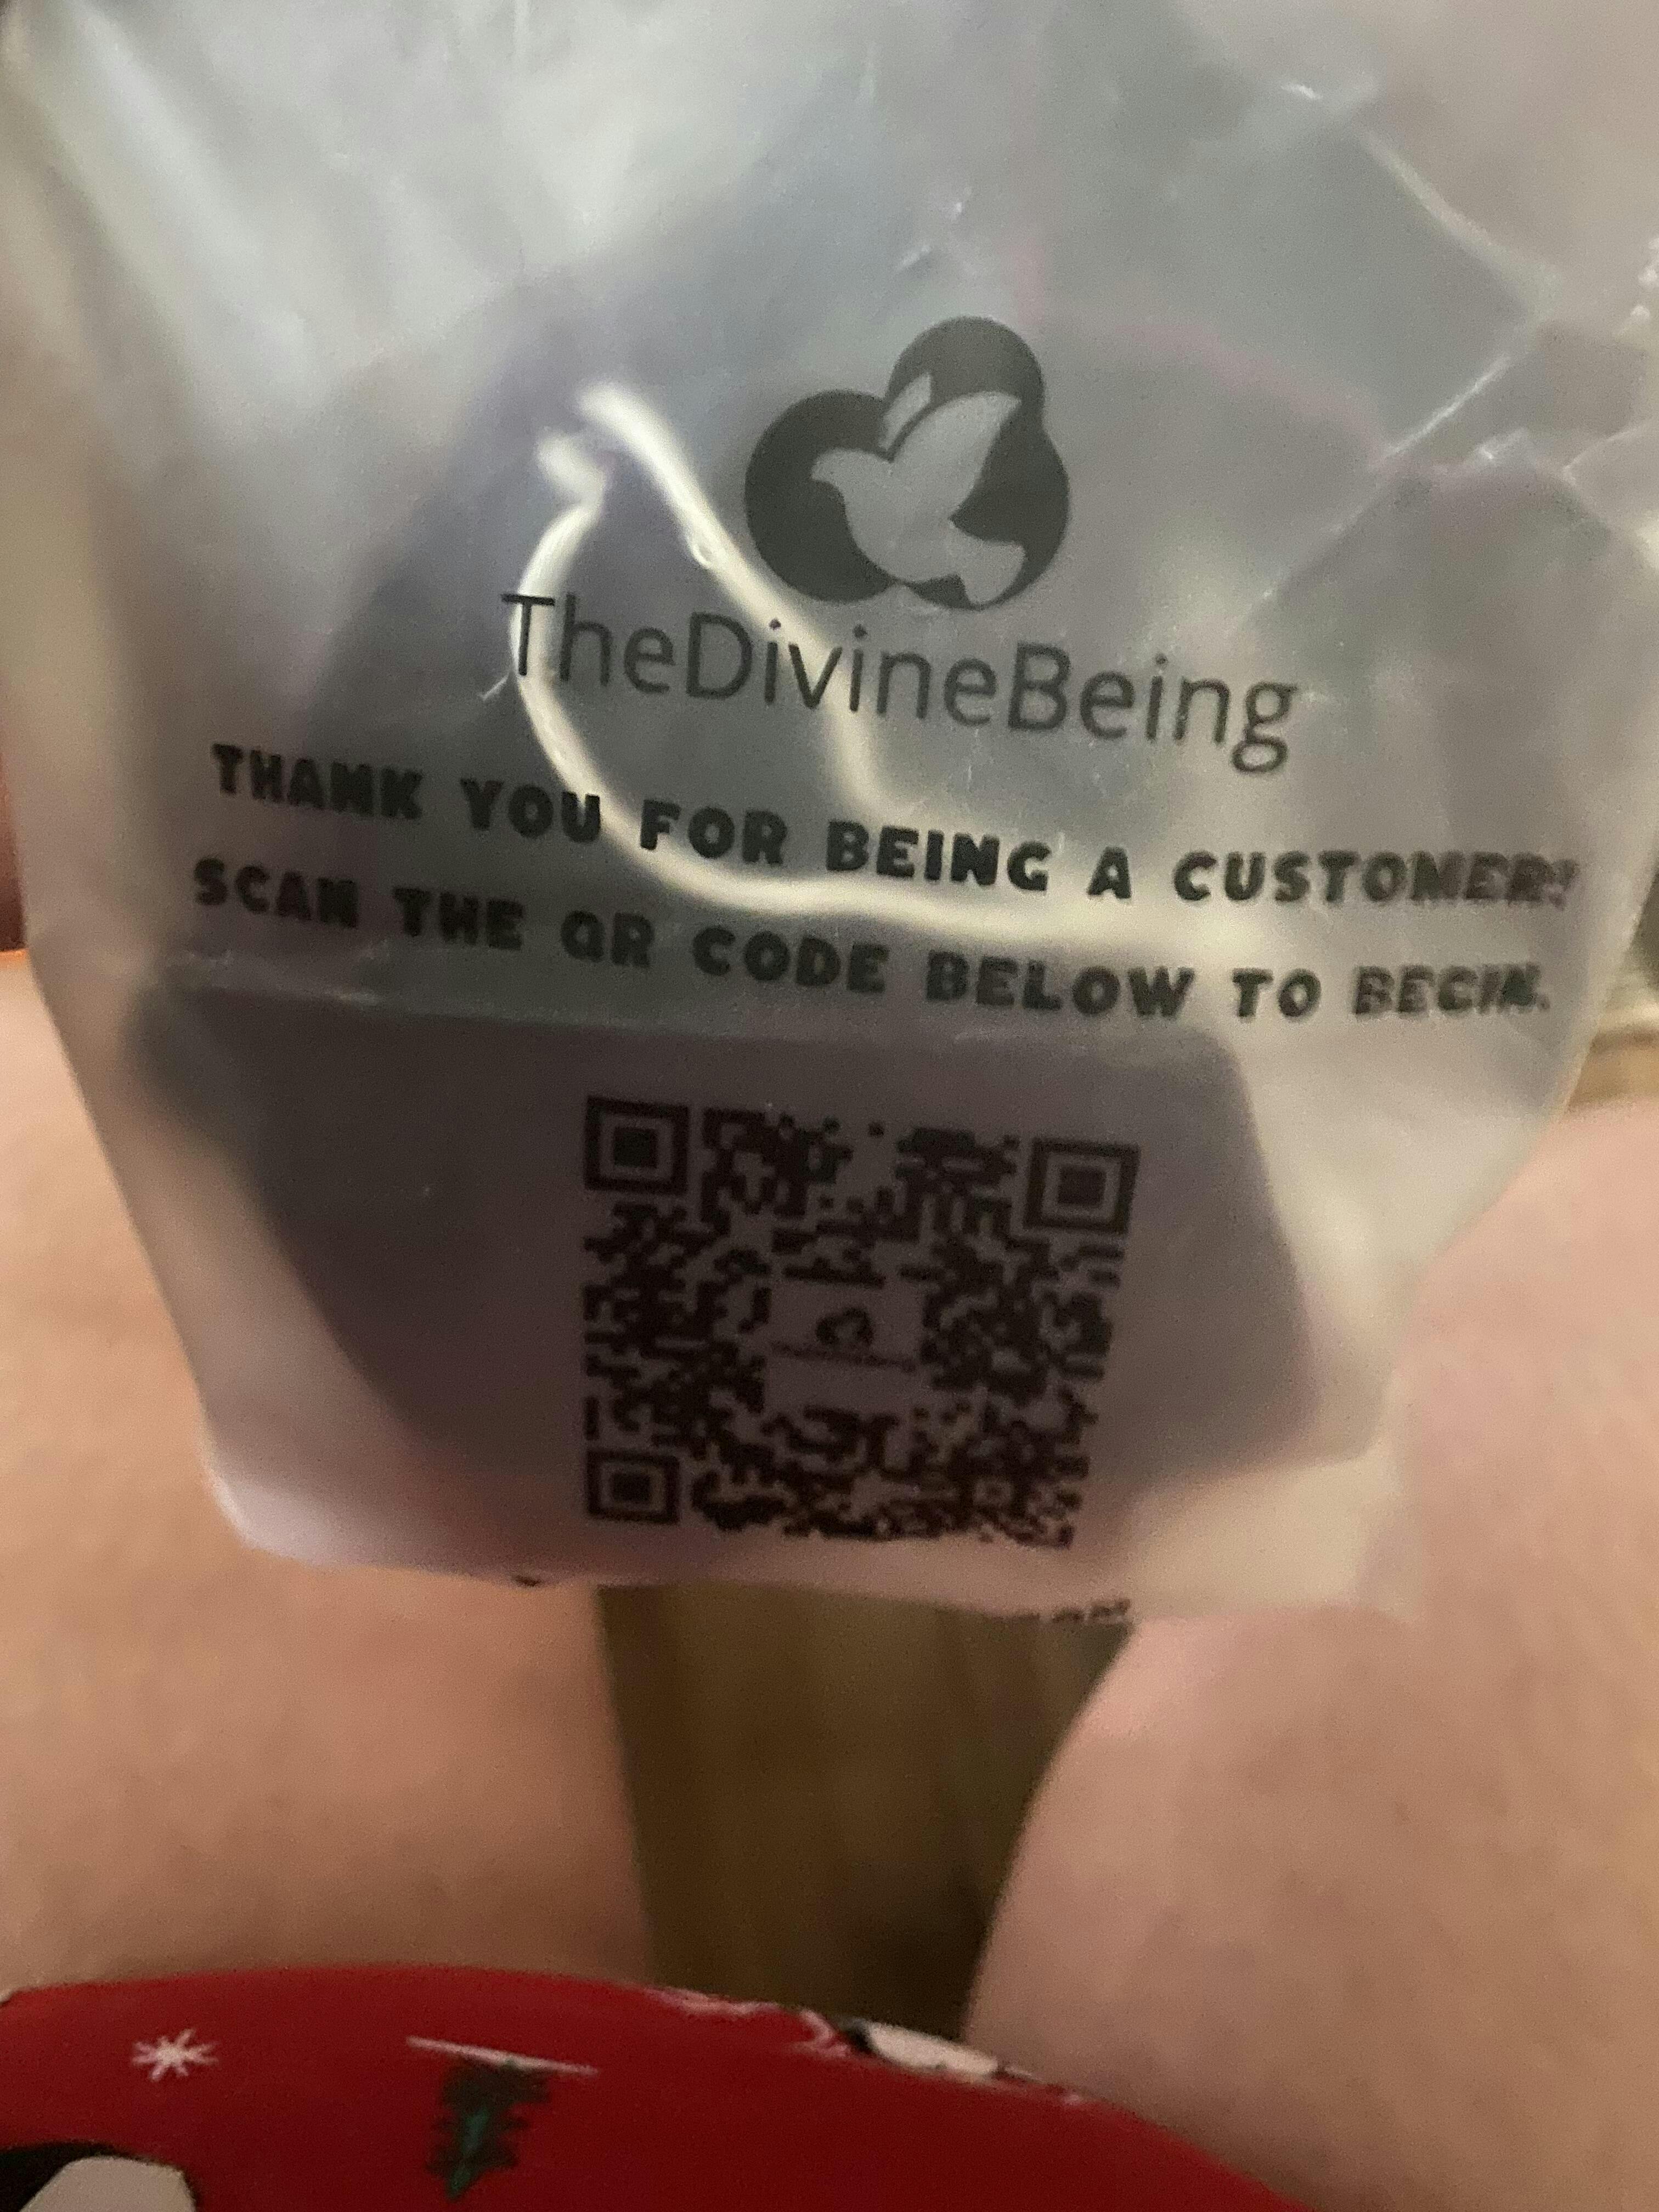 TheDivineBeing
THANK YOU FOR BEING A CUSTOMER!
SCAN THE QR CODE BELOW TO BEGIN.